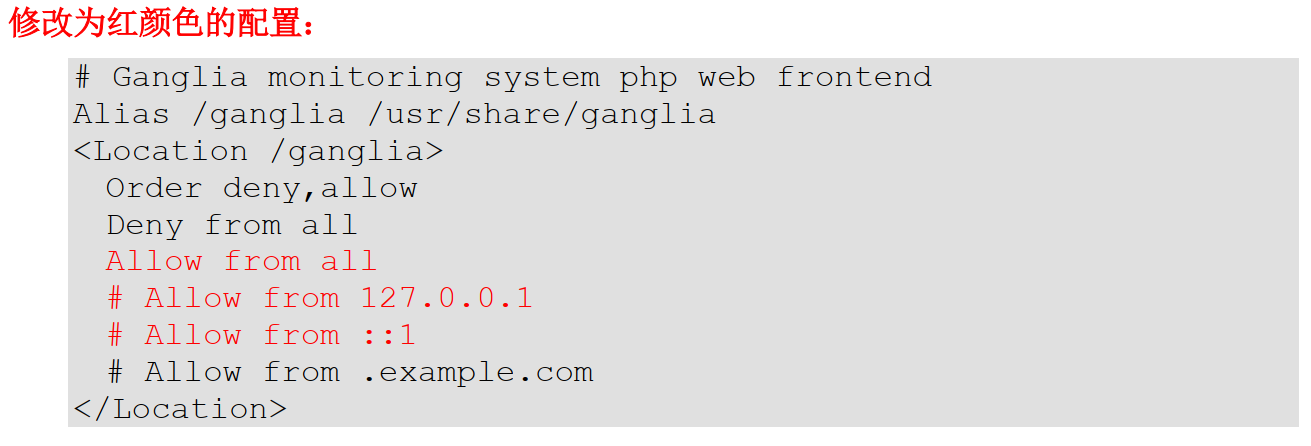 修改为红颜色的配置：
# Ganglia monitoring system php web frontend
Alias /ganglia /usr/share/ganglia
<Location /ganglia>
  Order deny,allow
  Deny from all
  Allow from all
  # Allow from 127.0.0.1
  # Allow from ::1
  # Allow from .example.com
</Location>